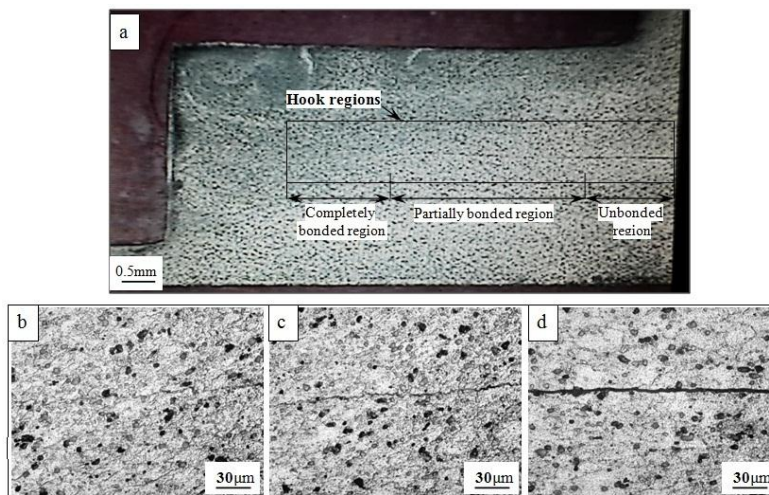 a
Hook regions
Completely
bonded region
Partially bonded region
Unbonded
region
0.5mm
b
c
d
30μm
30μm
30μm